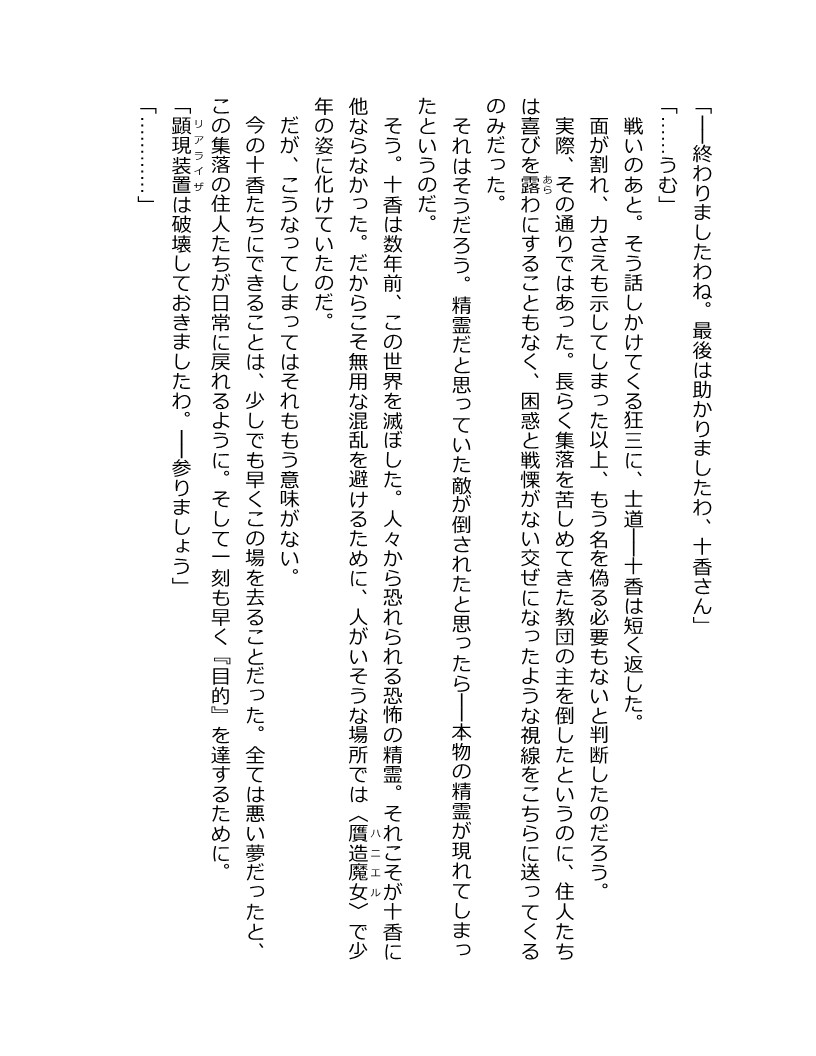 「――終わりましたわね。最後は助かりましたわ、十香さん」
「……うむ」
戦いのあと。そう話しかけてくる狂三に、士道――十香は短く返した。
面が割れ、力さえも示してしまった以上、もう名を偽る必要もないと判断したのだろう。
実際、その通りではあった。長らく集落を苦しめてきた教団の主を倒したというのに、住人たち
は喜びを露わにすることもなく、困惑と戦慄がない交ぜになったような視線をこちらに送ってくる
あら
のみだった。
それはそうだろう。精霊だと思っていた敵が倒されたと思ったら――本物の精霊が現れてしまっ
たというのだ。
そう。十香は数年前、この世界を滅ぼした。人々から恐れられる恐怖の精霊。それこそが十香に
他ならなかった。だからこそ無用な混乱を避けるために、人がいそうな場所では〈贋造魔女〉で少
ハニエル
年の姿に化けていたのだ。
だが、こうなってしまってはそれももう意味がない。
今の十香たちにできることは、少しでも早くこの場を去ることだった。全ては悪い夢だったと、
この集落の住人たちが日常に戻れるように。そして一刻も早く『目的』を達するために。
「顕現装置は破壊しておきましたわ。――参りましょう」
リアライザ
「…………」